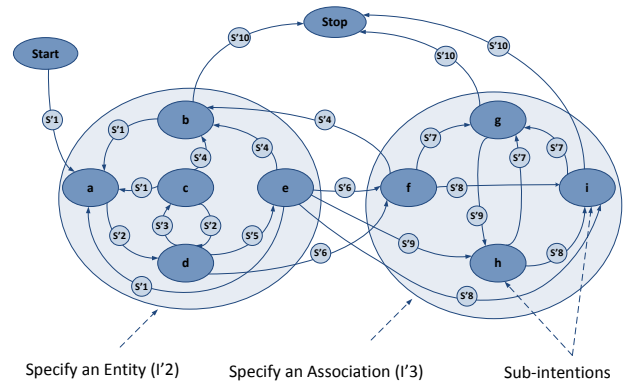 Stop
S'10
S'10
S'10
Start
S'1
b
g
S'1
S'4
S'4
S'4
S'7
S'7
S'7
a
S'1
c
e
S'6
f
S'8
i
S'2
S'3
S'2
S'5
S'6
S'9
S'9
d
h
S'8
S'1
S'8
Specify an Entity (I'2)
Specify an Association (I'3)
Sub-intentions